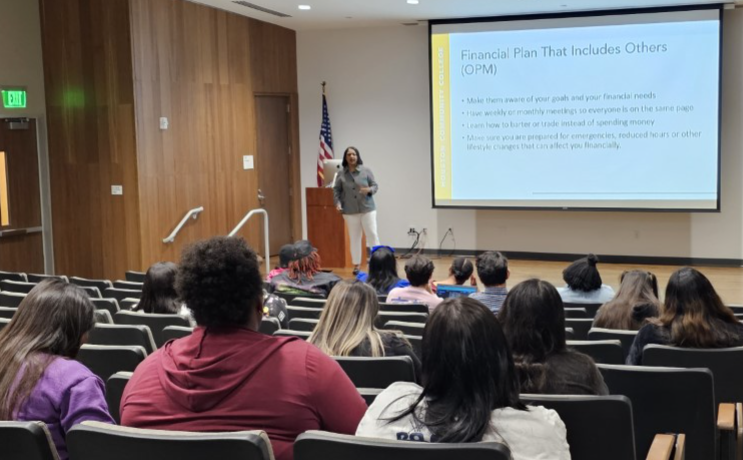 EXIT
Financial Plan That Includes Others
(OPM)
• Make them aware of your goals and your financial needs
• Have weekly or monthly meetings so everyone is on the same page
• Learn how to barter or trade instead of spending money
• Make sure you are prepared for emergencies, reduced hours or other
lifestyle changes that can affect you financially.
COMMUNITY COLLEGE